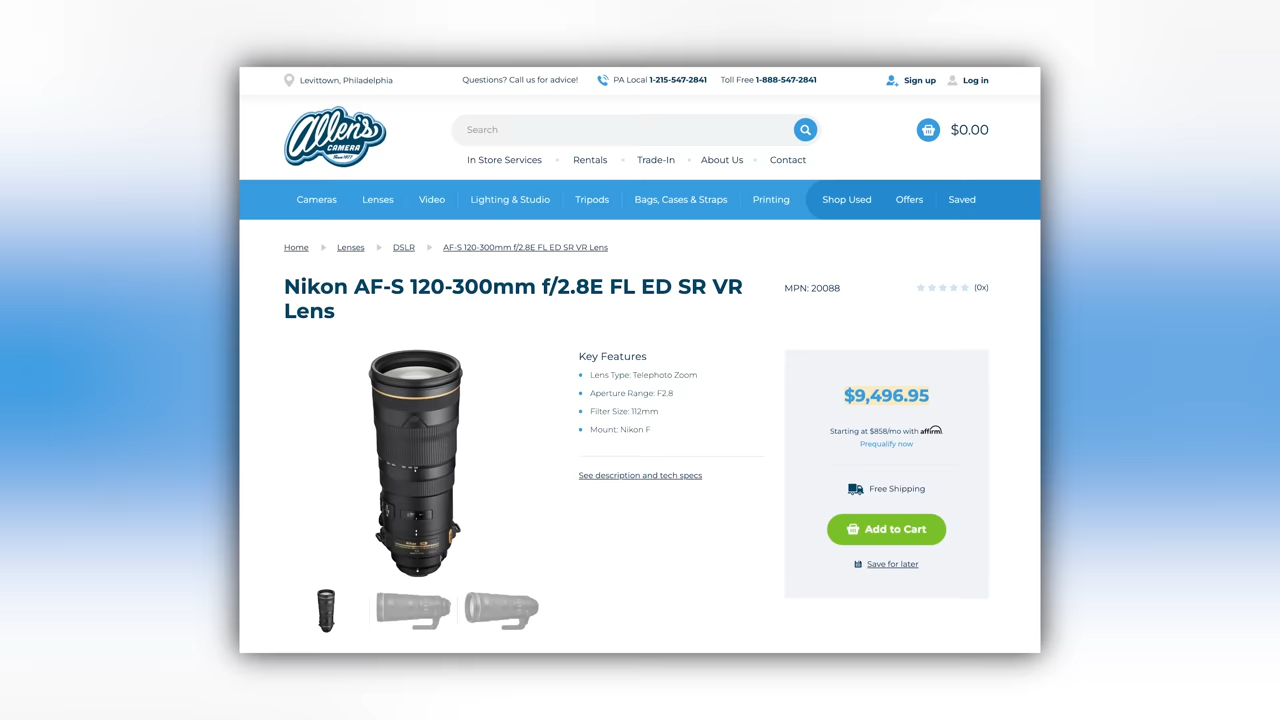 Levittown, Philadelphia
Questions? Call us for advice!
PA Local 1-215-547-2841
Toll Free 1-888-547-2841
Sign up
Log in
Allen's
CAMERA
Since 1977
Search
$0.00
In Store Services
Rentals
Trade-In
About Us
Contact
Cameras
Lenses
Video
Lighting & Studio
Tripods
Bags, Cases & Straps
Printing
Shop Used
Offers
Saved
Home
Lenses
DSLR
AF-S 120-300mm f/2.8E FL ED SR VR Lens
Nikon AF-S 120-300mm f/2.8E FL ED SR VR
Lens
MPN: 20088
(0x)
Key Features
Lens Type: Telephoto Zoom
Aperture Range: F2.8
Filter Size: 112mm
Mount: Nikon F
See description and tech specs
$9,496.95
Starting at $858/mo with affirm.
Prequalify now
Free Shipping
Add to Cart
Save for later
Nikon